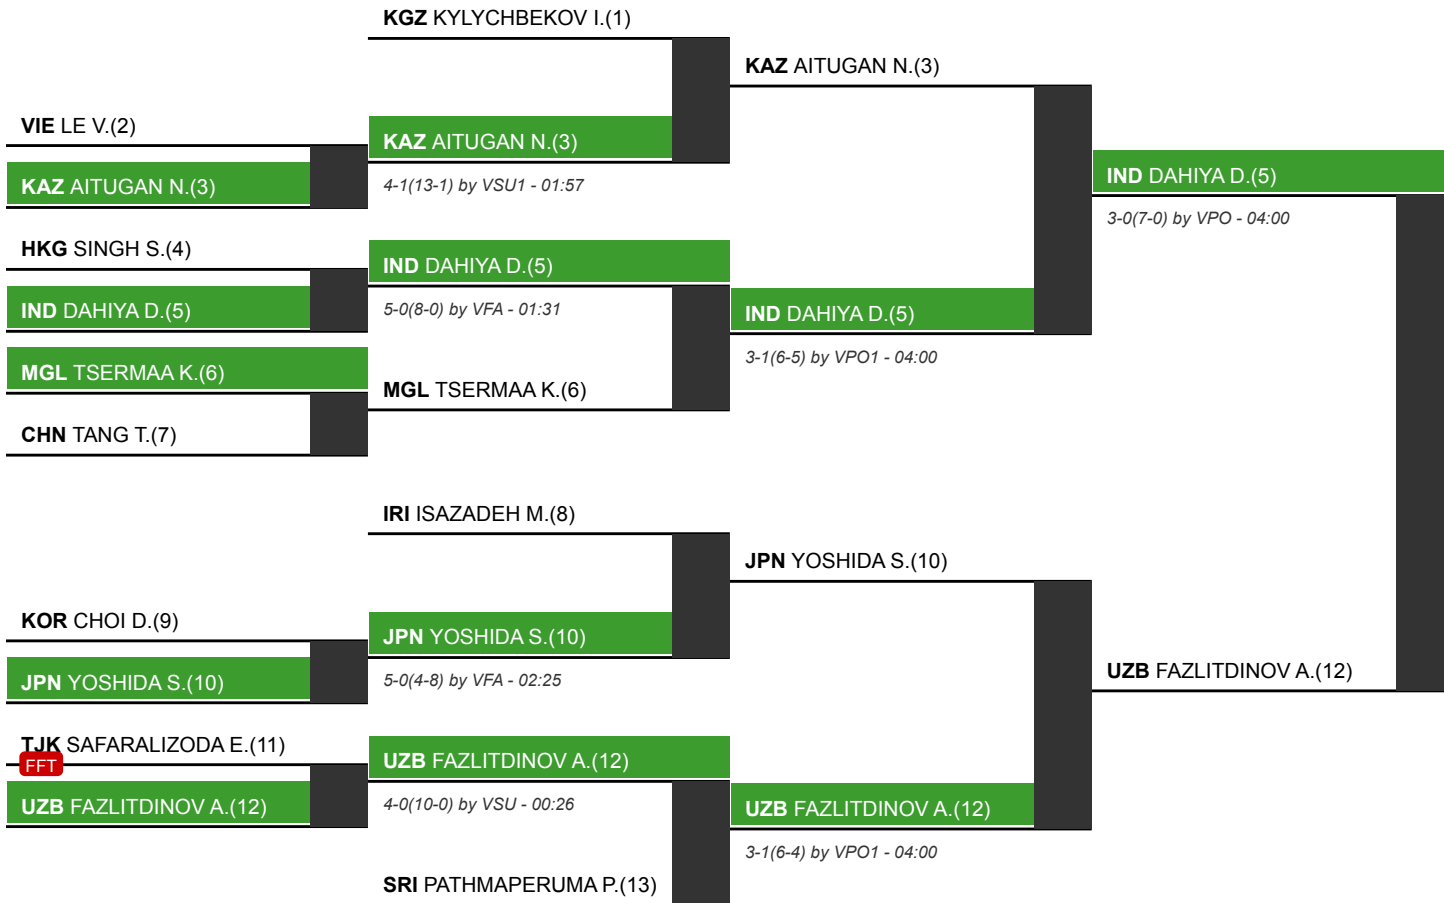 KGZ KYLYCHBEKOV I.(1)
KAZ AITUGAN N.(3)
VIE LE V.(2)
KAZ AITUGAN N.(3)
KAZ AITUGAN N.(3)
4-1(13-1) by VSU1 - 01:57
IND DAHIYA D.(5)
3-0(7-0) by VPO - 04:00
HKG SINGH S.(4)
IND DAHIYA D.(5)
IND DAHIYA D.(5)
5-0(8-0) by VFA - 01:31
IND DAHIYA D.(5)
3-1(6-5) by VPO1 - 04:00
MGL TSERMAA K.(6)
MGL TSERMAA K.(6)
CHN TANG T.(7)
IRI ISAZADEH M.(8)
JPN YOSHIDA S.(10)
KOR CHOI D.(9)
JPN YOSHIDA S.(10)
JPN YOSHIDA S.(10)
5-0(4-8) by VFA - 02:25
UZB FAZLITDINOV A.(12)
TJK SAFARALIZODA E.(11)
FFT
UZB FAZLITDINOV A.(12)
UZB FAZLITDINOV A.(12)
4-0(10-0) by VSU - 00:26
UZB FAZLITDINOV A.(12)
3-1(6-4) by VPO1 - 04:00
SRI PATHMAPERUMA P.(13)